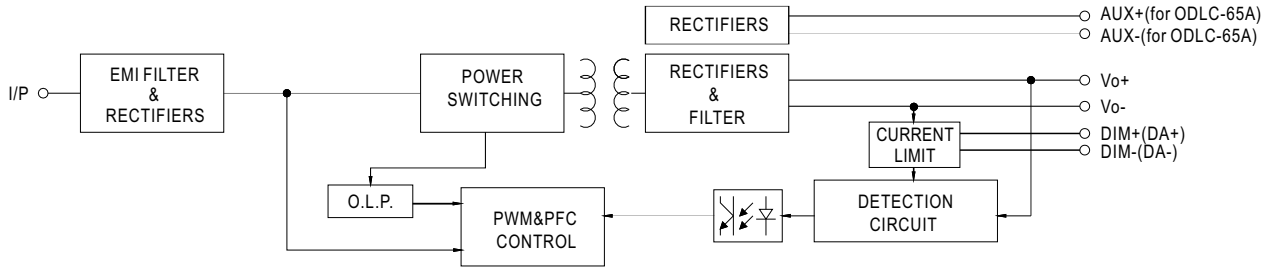 RECTIFIERS
AUX+(for ODLC-65A)
AUX-(for ODLC-65A)
I/P
EMI FILTER
&
RECTIFIERS
POWER
SWITCHING
RECTIFIERS
&
FILTER
Vo+
Vo-
CURRENT
LIMIT
DIM+(DA+)
DIM-(DA-)
O.L.P.
PWM&PFC
CONTROL
DETECTION
CIRCUIT